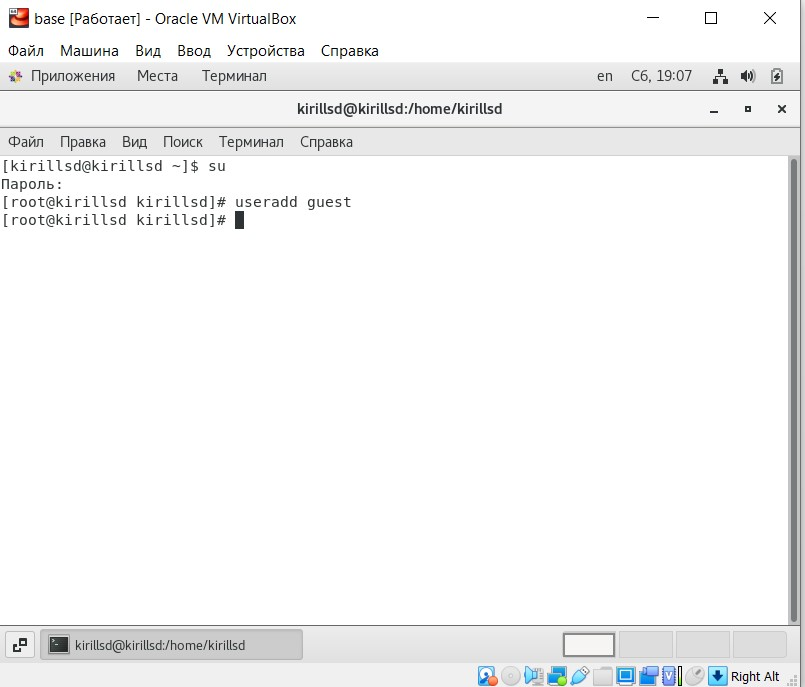 base [Работает] - Oracle VM VirtualBox
Файл Машина Вид Ввод Устройства Справка
Приложения Места Терминал en Сб, 19:07
kirillsd@kirillsd:/home/kirillsd
Файл Правка Вид Поиск Терминал Справка
[kirillsd@kirillsd ~]$ su
Пароль:
[root@kirillsd kirillsd]# useradd guest
[root@kirillsd kirillsd]#
kirillsd@kirillsd:/home/kirillsd
Right Alt